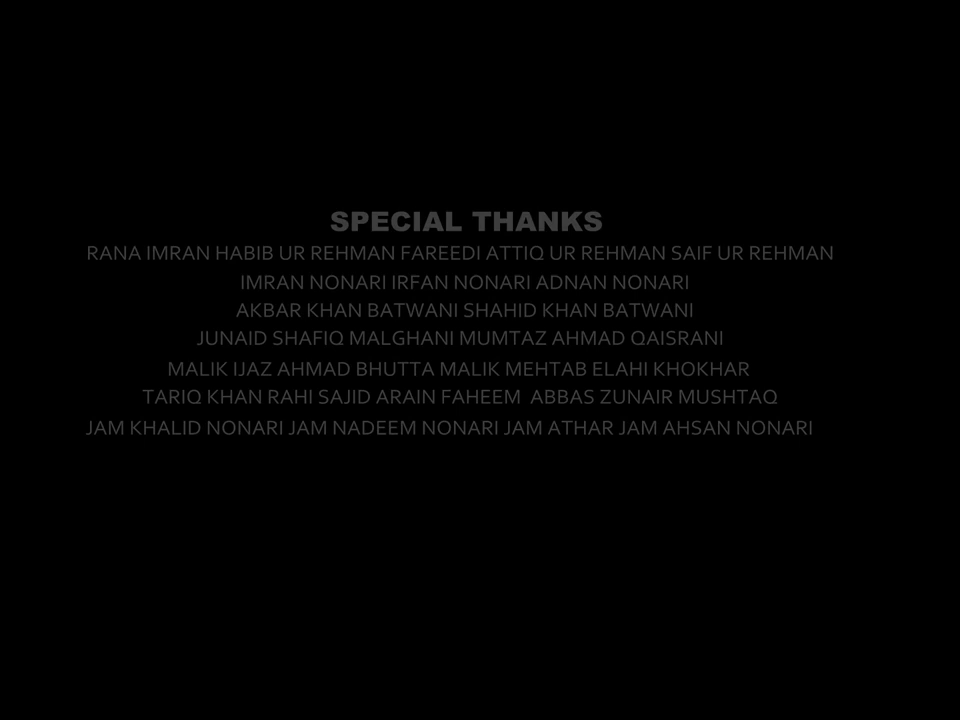 SPECIAL THANKS
RANA IMRAN HABIB UR REHMAN FAREEDI ATTIQ UR REHMAN SAIF UR REHMAN
IMRAN NONARI IRFAN NONARI ADNAN NONARI
AKBAR KHAN BATWANI SHAHID KHAN BATWANI
JUNAID SHAFIQ MALGHANI MUMTAZ AHMAD QAISRANI
MALIK IJAZ AHMAD BHUTTA MALIK MEHTAB ELAHI KHOKHAR
TARIQ KHAN RAHI SAJID ARAIN FAHEEM  ABBAS ZUNAIR MUSHTAQ
JAM KHALID NONARI JAM NADEEM NONARI JAM ATHAR JAM AHSAN NONARI